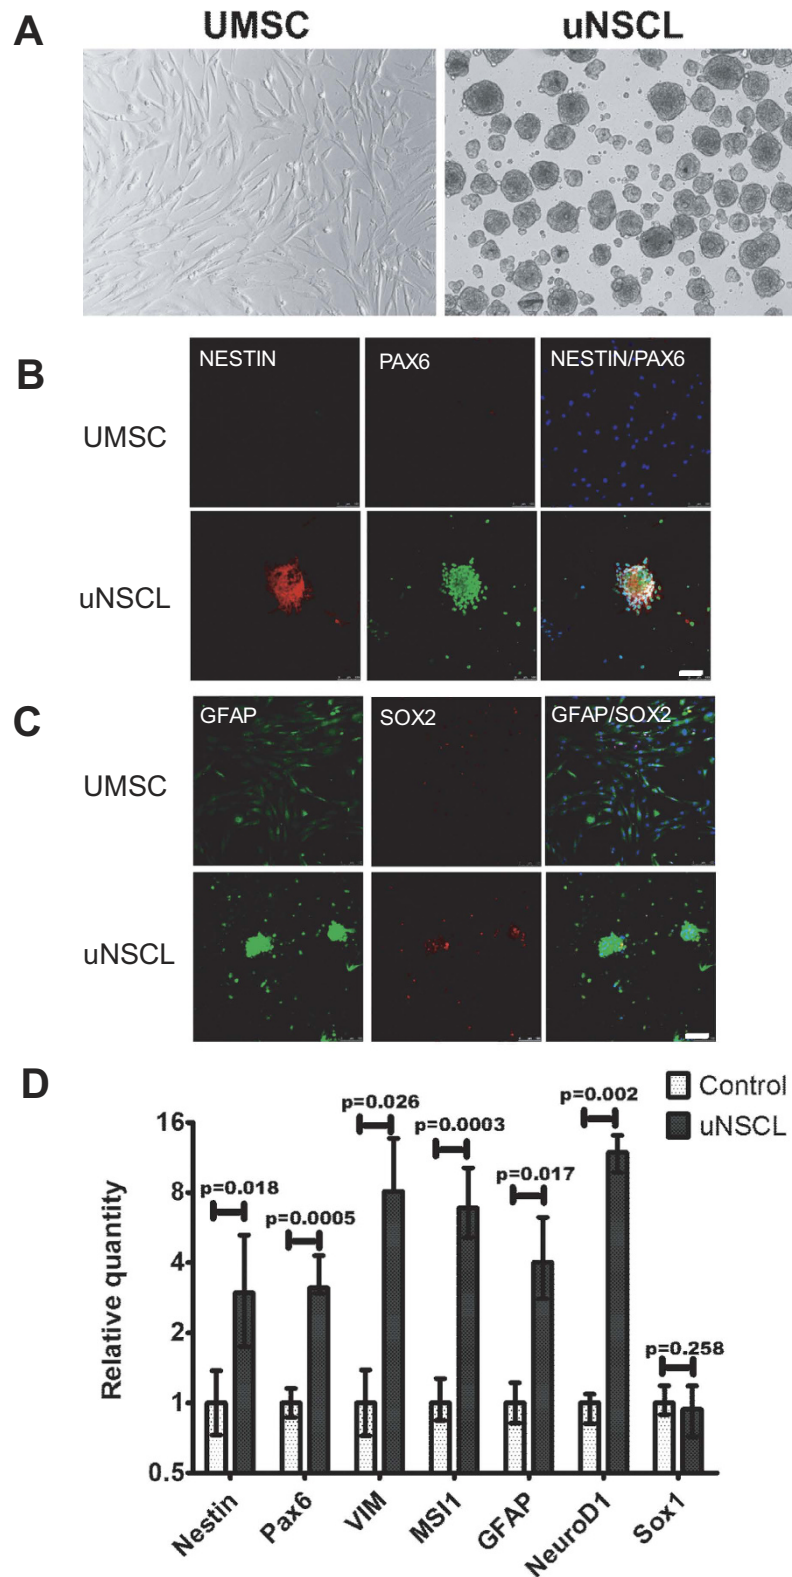 A
UMSC
uNSCL
B
NESTIN
PAX6
NESTIN/PAX6
UMSC
uNSCL
C
GFAP
SOX2
GFAP/SOX2
UMSC
uNSCL
D
Control
uNSCL
Relative quantity
16
8
4
2
1
0.5
p=0.018
p=0.0005
p=0.026
p=0.0003
p=0.017
p=0.002
p=0.258
Nestin
Pax6
VIM
MSI1
GFAP
NeuroD1
Sox1